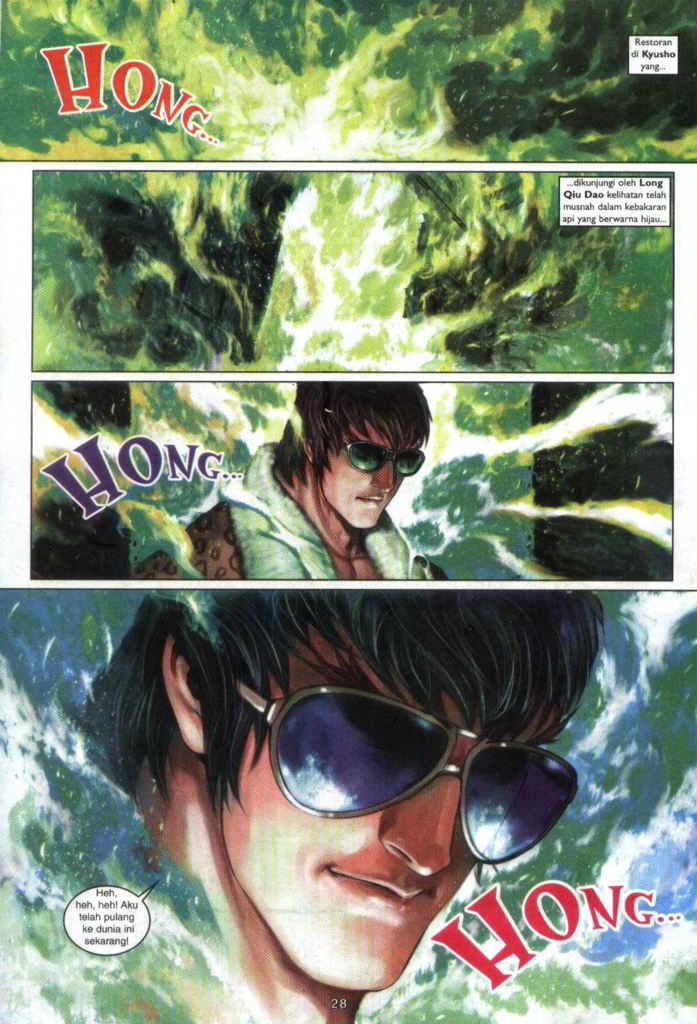 HONG...
Restoran
di Kyusho
yang...
...dikunjungi oleh Long
Qiu Dao kelihatan telah
musnah dalam kebakaran
api yang berwarna hijau...
HONG...
Heh,
heh, heh! Aku
telah pulang
ke dunia ini
sekarang!
HONG...
28